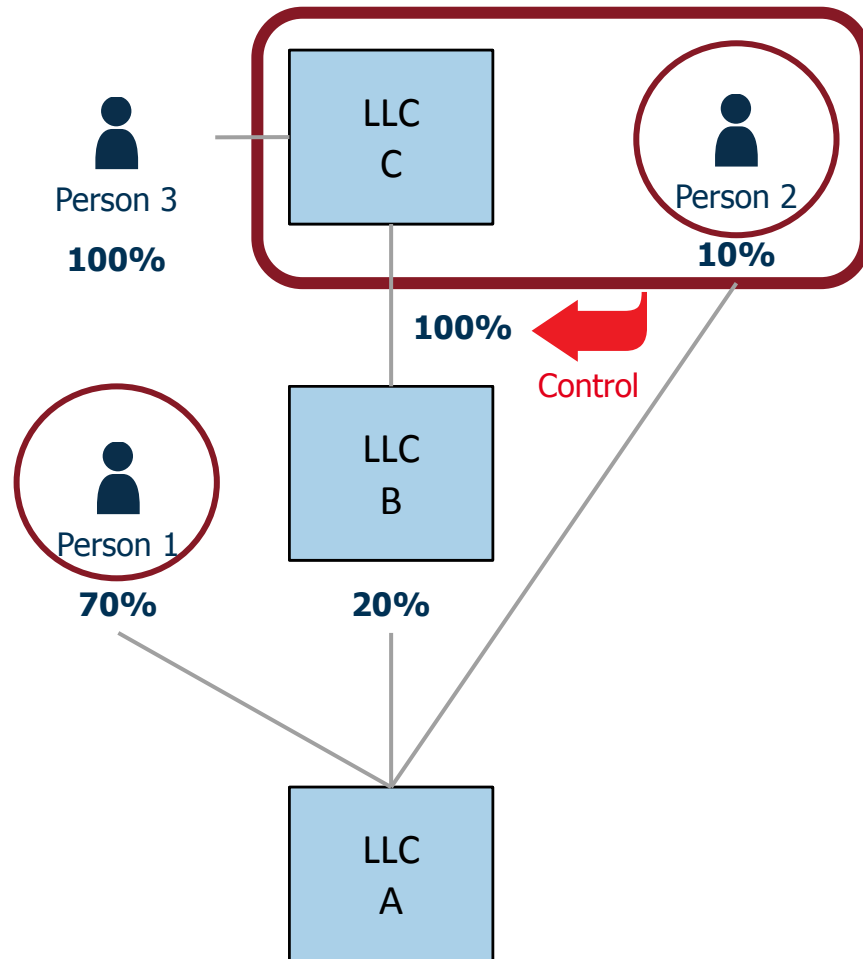 LLC
C
Person 3
100%
Person 2
10%
100%
Control
LLC
B
Person 1
70%
20%
LLC
A